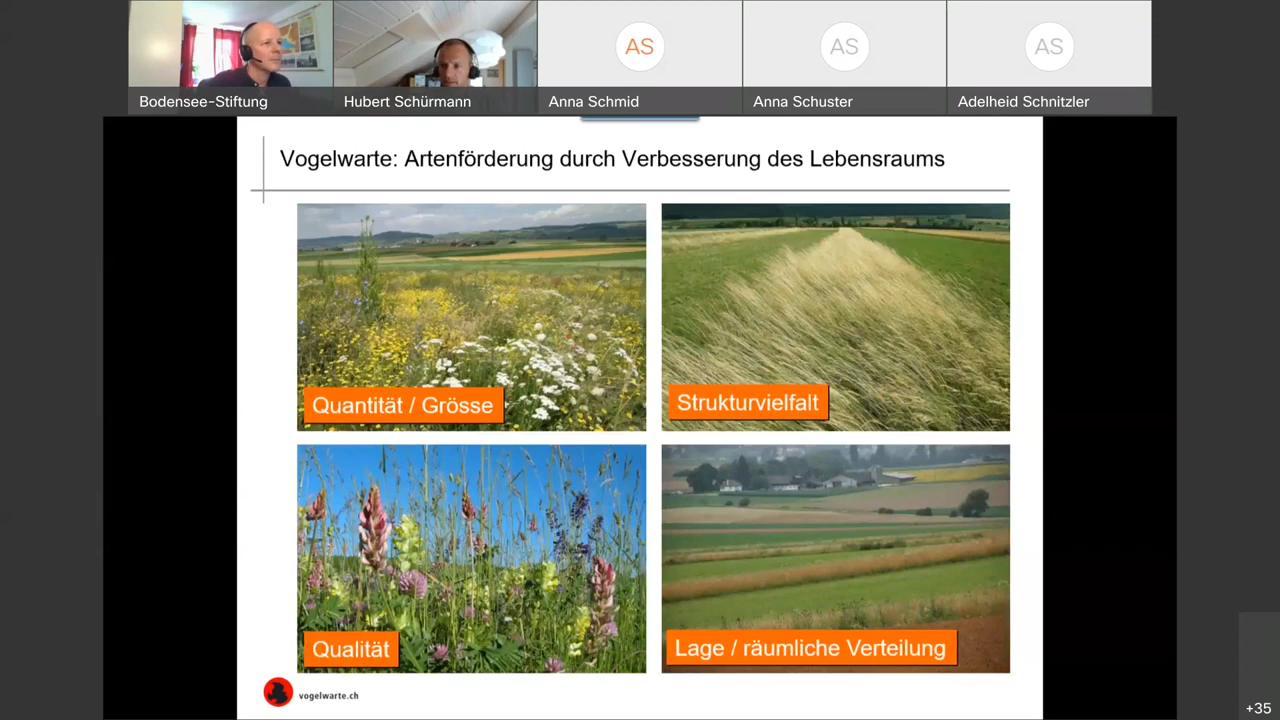 AS
AS
AS
Bodensee-Stiftung
Hubert Schürmann
Anna Schmid
Anna Schuster
Adelheid Schnitzler
Vogelwarte: Artenförderung durch Verbesserung des Lebensraums
Quantität / Grösse
Strukturvielfalt
Qualität
Lage / räumliche Verteilung
vogelwarte.ch
+35